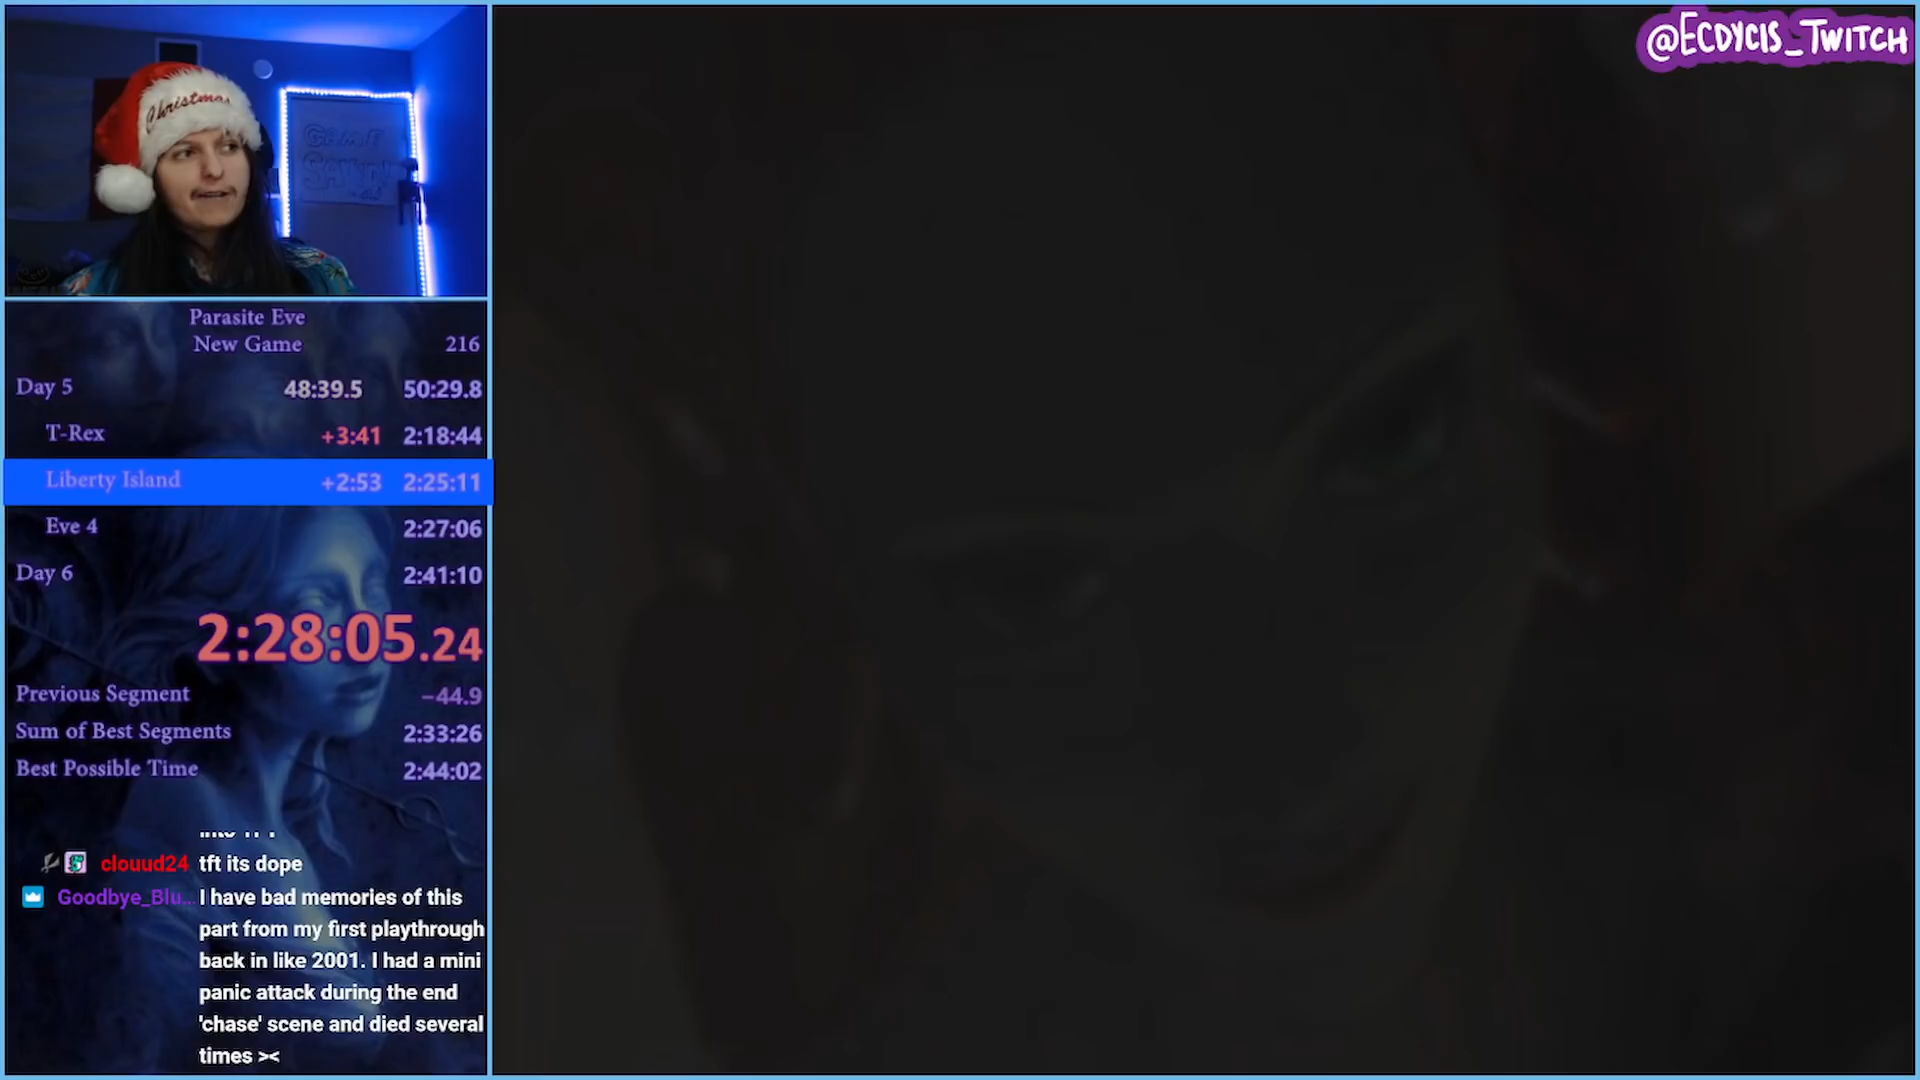 @ECDYCIS_TWITCH
Christmas
GAME
Parasite Eve
New Game 216
Day 5 48:39.5 50:29.8
T-Rex +3:41 2:18:44
Liberty Island +2:53 2:25:11
Eve 4 2:27:06
Day 6 2:41:10
2:28:05.24
Previous Segment −44.9
Sum of Best Segments 2:33:26
Best Possible Time 2:44:02
clouud24 tft its dope
Goodbye_Blu... I have bad memories of this
part from my first playthrough
back in like 2001. I had a mini
panic attack during the end
'chase' scene and died several
times ><